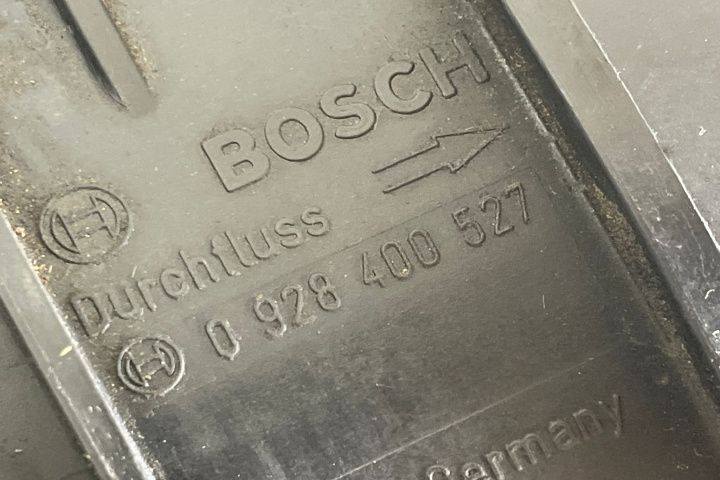 BOSCH
Durchfluss
0 928 400 527
Germany